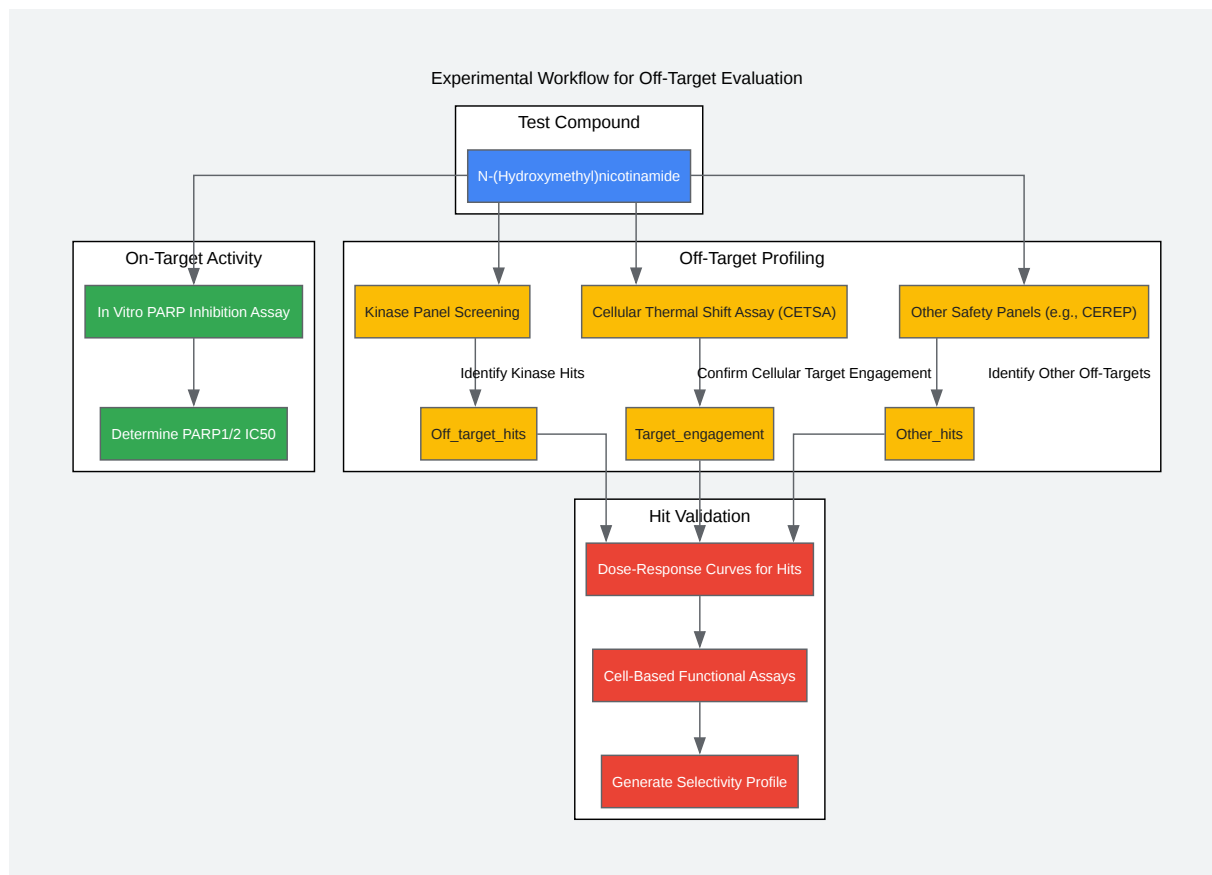 Experimental Workflow for Off-Target Evaluation
Test Compound
N-(Hydroxymethyl)nicotinamide
On-Target Activity
In Vitro PARP Inhibition Assay
Determine PARP1/2 IC50
Off-Target Profiling
Kinase Panel Screening
Cellular Thermal Shift Assay (CETSA)
Other Safety Panels (e.g., CEREP)
Identify Kinase Hits
Confirm Cellular Target Engagement
Identify Other Off-Targets
Off_target_hits
Target_engagement
Other_hits
Hit Validation
Dose-Response Curves for Hits
Cell-Based Functional Assays
Generate Selectivity Profile